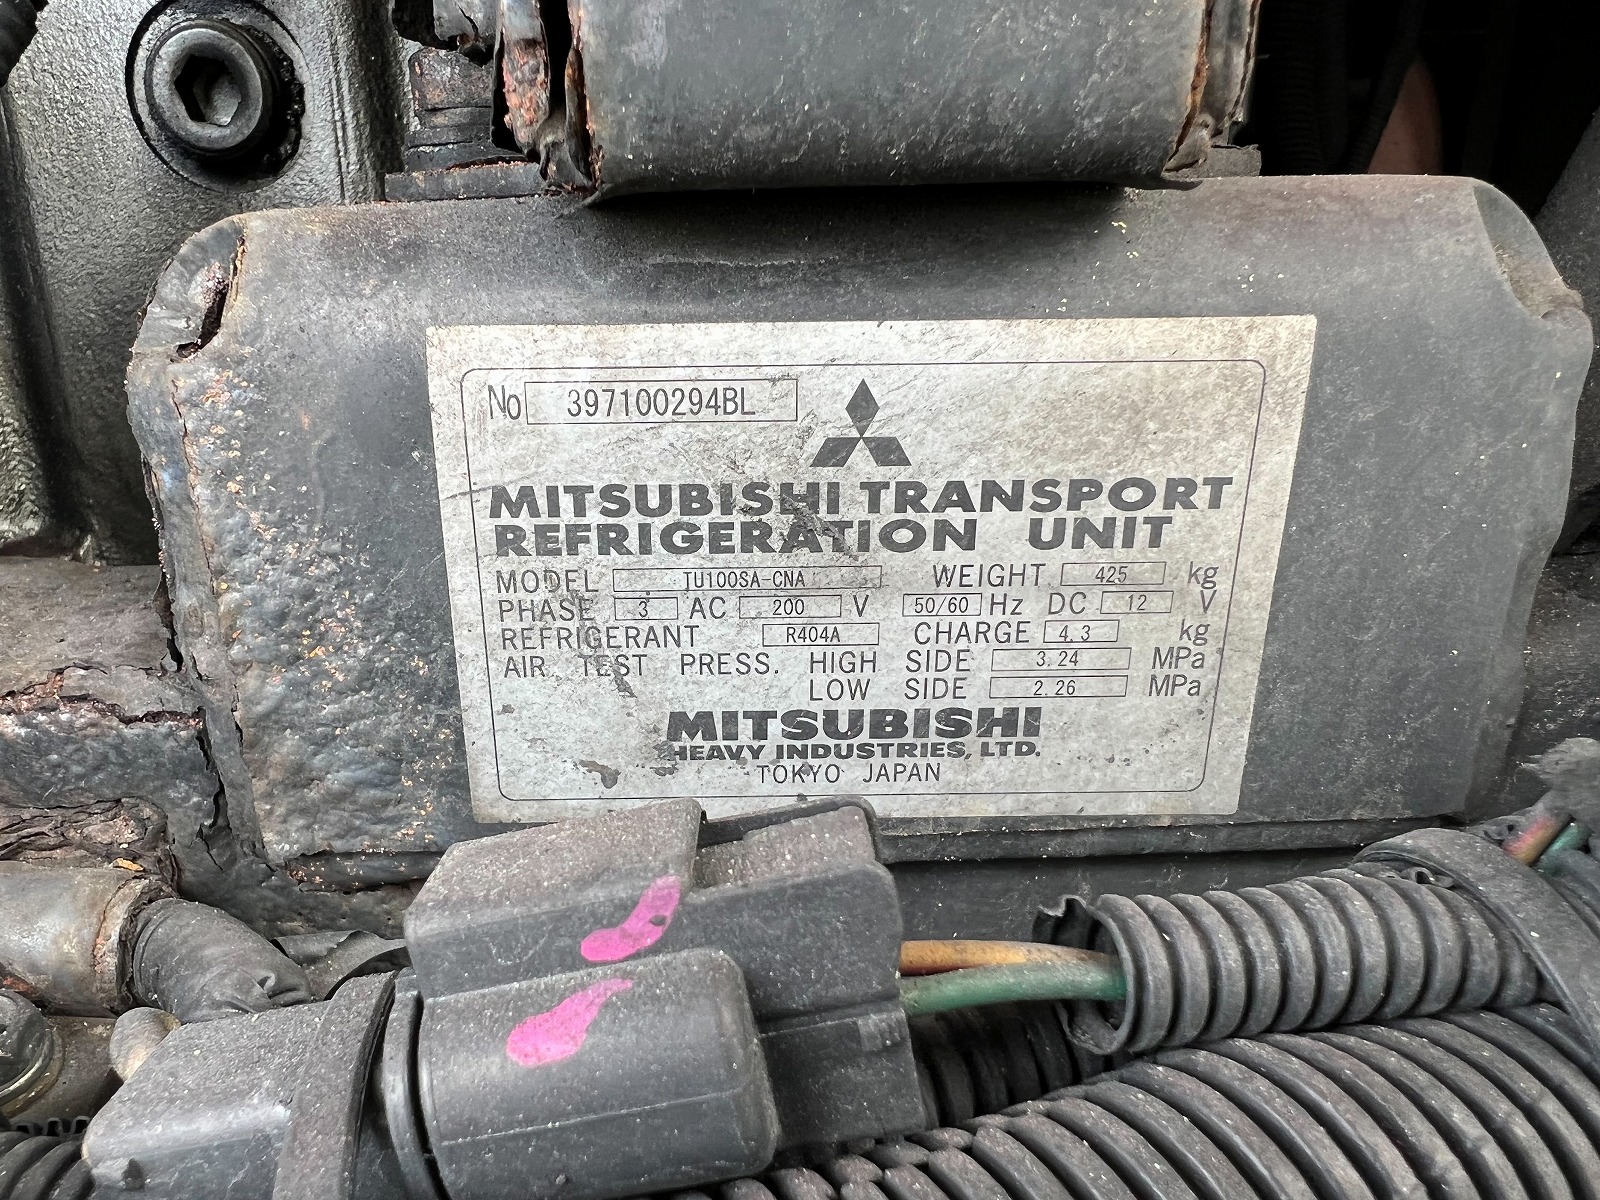 No 397100294BL
MITSUBISHI TRANSPORT
REFRIGERATION UNIT
MODEL TU100SA-CNA WEIGHT 425 kg
PHASE 3 AC 200 V 50/60 Hz DC 12 V
REFRIGERANT R404A CHARGE 4.3 kg
AIR TEST PRESS. HIGH SIDE 3.24 MPa
LOW SIDE 2.26 MPa
MITSUBISHI
HEAVY INDUSTRIES, LTD.
TOKYO JAPAN